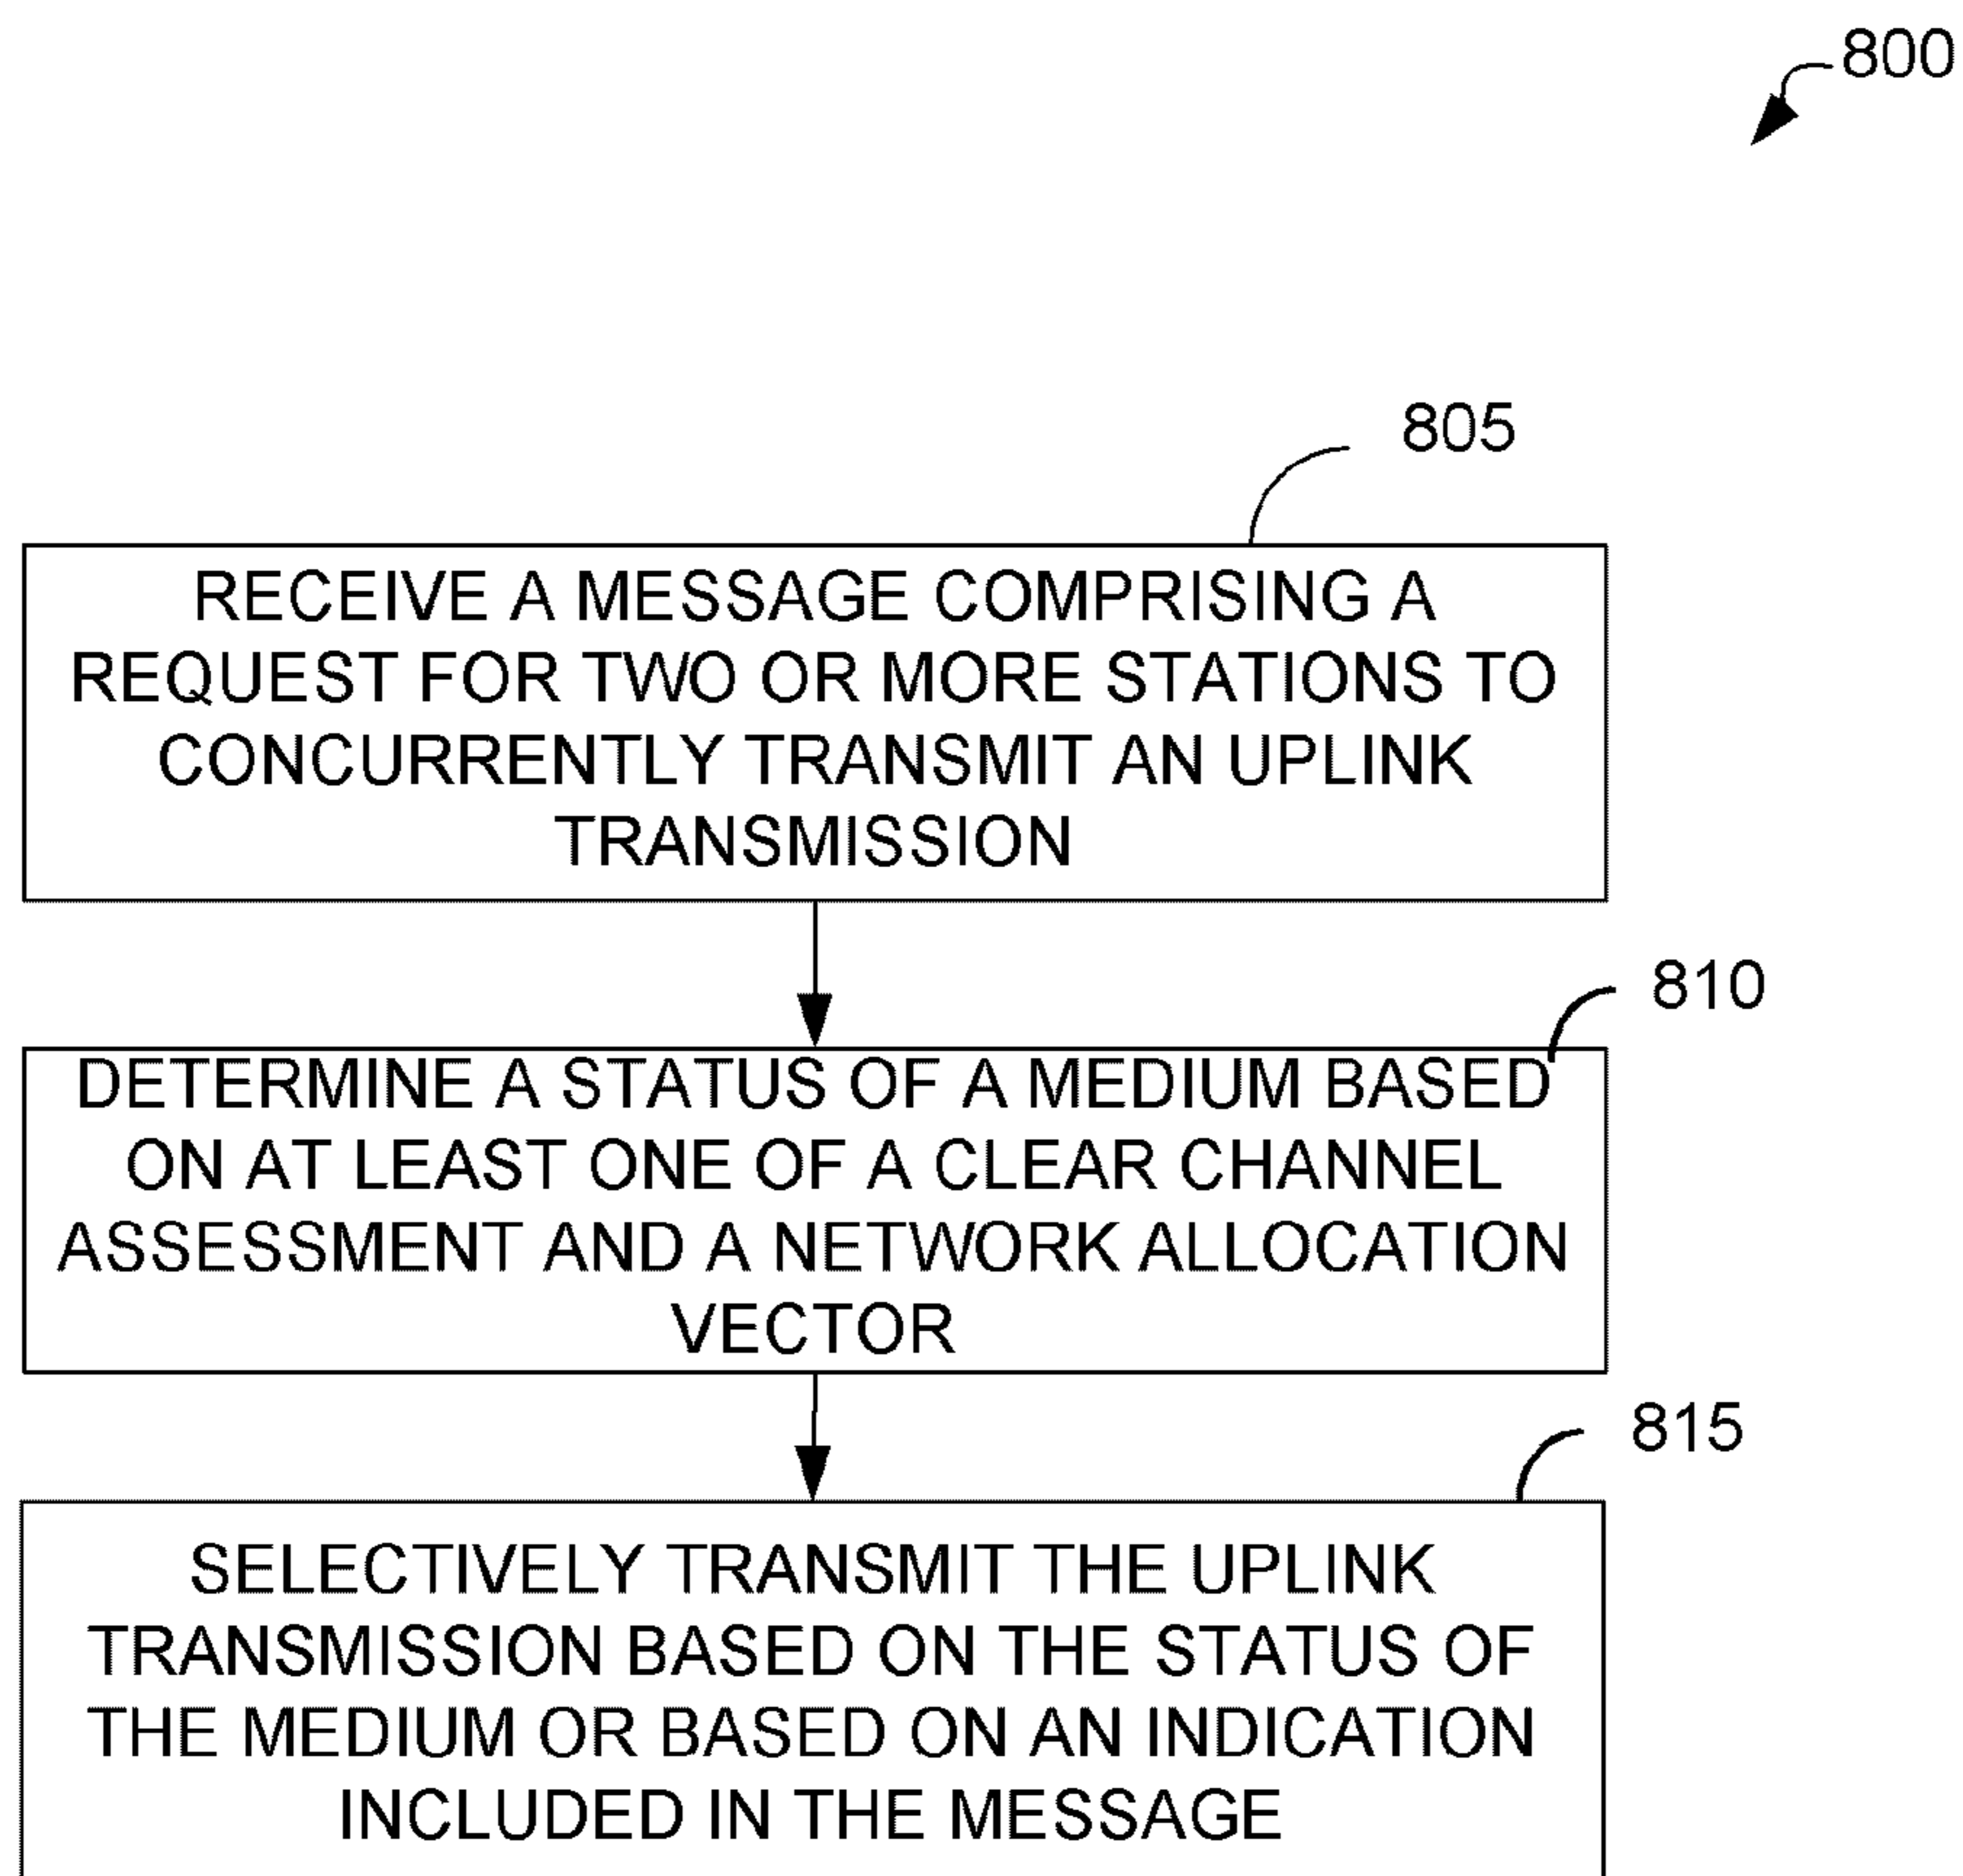 800
805
RECEIVE A MESSAGE COMPRISING A
REQUEST FOR TWO OR MORE STATIONS TO
CONCURRENTLY TRANSMIT AN UPLINK
TRANSMISSION
810
DETERMINE A STATUS OF A MEDIUM BASED
ON AT LEAST ONE OF A CLEAR CHANNEL
ASSESSMENT AND A NETWORK ALLOCATION
VECTOR
815
SELECTIVELY TRANSMIT THE UPLINK
TRANSMISSION BASED ON THE STATUS OF
THE MEDIUM OR BASED ON AN INDICATION
INCLUDED IN THE MESSAGE